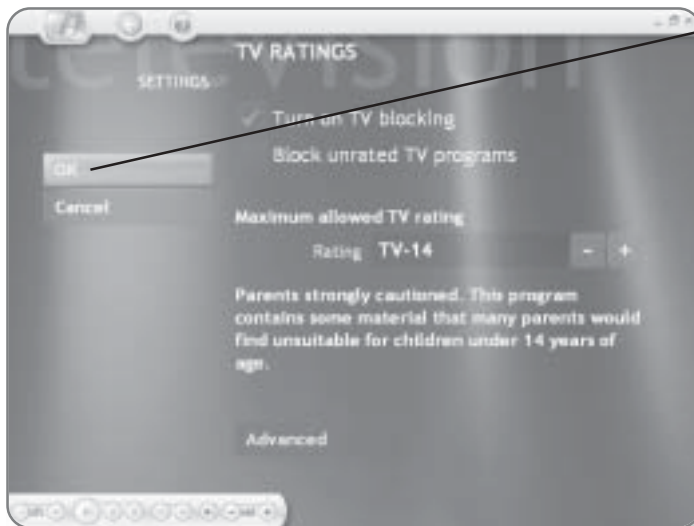 television
TV RATINGS
SETTINGS
Turn on TV blocking
Block unrated TV programs
OK
Cancel
Maximum allowed TV rating
Rating TV-14 - +
Parents strongly cautioned. This program
contains some material that many parents would
find unsuitable for children under 14 years of
age.
Advanced